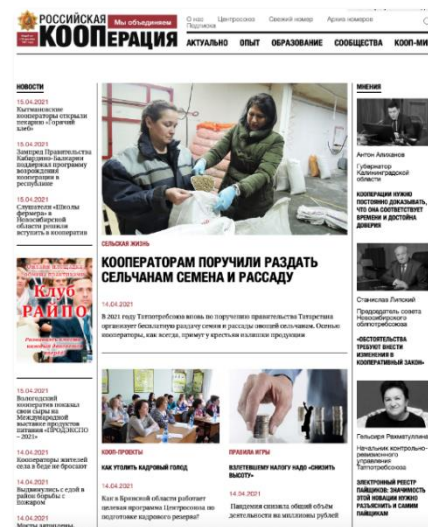 РОССИЙСКАЯ
КООПЕРАЦИЯ
Мы объединяем
О нас Центросоюз Свежий номер Архив номеров
Подписка
АКТУАЛЬНО ОПЫТ ОБРАЗОВАНИЕ СООБЩЕСТВА КООП-МИ
НОВОСТИ
15.04.2021
Кытмановские
кооператоры открыли
пекарню «Горячий
хлеб»
15.04.2021
Зампред Правительства
Кабардино-Балкарии
поддержал программу
возрождения
кооперации в
республике
15.04.2021
Слушатели «Школы
фермера» в
Новосибирской
области решили
вступить в кооператив
Клуб
РАЙПО
15.04.2021
Вологодский
кооператив показал
свои сыры на
Международной
выставке продуктов
питания «ПРОДЭКСПО
– 2021»
14.04.2021
Кооператоры жителей
села в беде не бросают
14.04.2021
Выдвинулись с едой в
район борьбы с
пожаром
14.04.2021
СЕЛЬСКАЯ ЖИЗНЬ
КООПЕРАТОРАМ ПОРУЧИЛИ РАЗДАТЬ
СЕЛЬЧАНАМ СЕМЕНА И РАССАДУ
14.04.2021
В 2021 году Татпотребсоюз вновь по поручению правительства Татарстана
организует бесплатную раздачу семян и рассады овощей сельчанам. Осенью
кооператоры, как всегда, примут у крестьян излишки продукции
КООП-ПРОЕКТЫ
КАК УТОЛИТЬ КАДРОВЫЙ ГОЛОД
14.04.2021
Как в Брянской области работает
целевая программа Центросоюза по
подготовке кадрового резерва?
ПРАВИЛА ИГРЫ
ВЗЛЕТЕВШЕМУ НАЛОГУ НАДО «СНИЗИТЬ
ВЫСОТУ»
14.04.2021
Пандемия снизила общий объём
деятельности на миллионы рублей
МНЕНИЯ
Антон Алиханов
Губернатор
Калининградской
области
КООПЕРАЦИИ НУЖНО
ПОСТОЯННО ДОКАЗЫВАТЬ,
ЧТО ОНА СООТВЕТСТВУЕТ
ВРЕМЕНИ И ДОСТОЙНА
ДОВЕРИЯ
Станислав Липский
Председатель совета
Новосибирского
облпотребсоюза
«ОБСТОЯТЕЛЬСТВА
ТРЕБУЮТ ВНЕСТИ
ИЗМЕНЕНИЯ В
КООПЕРАТИВНЫЙ ЗАКОН»
Гельсиря Рахматуллина
Начальник контрольно-
ревизионного
управления
Татпотребсоюза
ЭЛЕКТРОННЫЙ РЕЕСТР
ПАЙЩИКОВ: ЗНАЧИМОСТЬ
ЭТОЙ НОВАЦИИ НУЖНО
РАЗЪЯСНИТЬ И САМИМ
ПАЙЩИКАМ